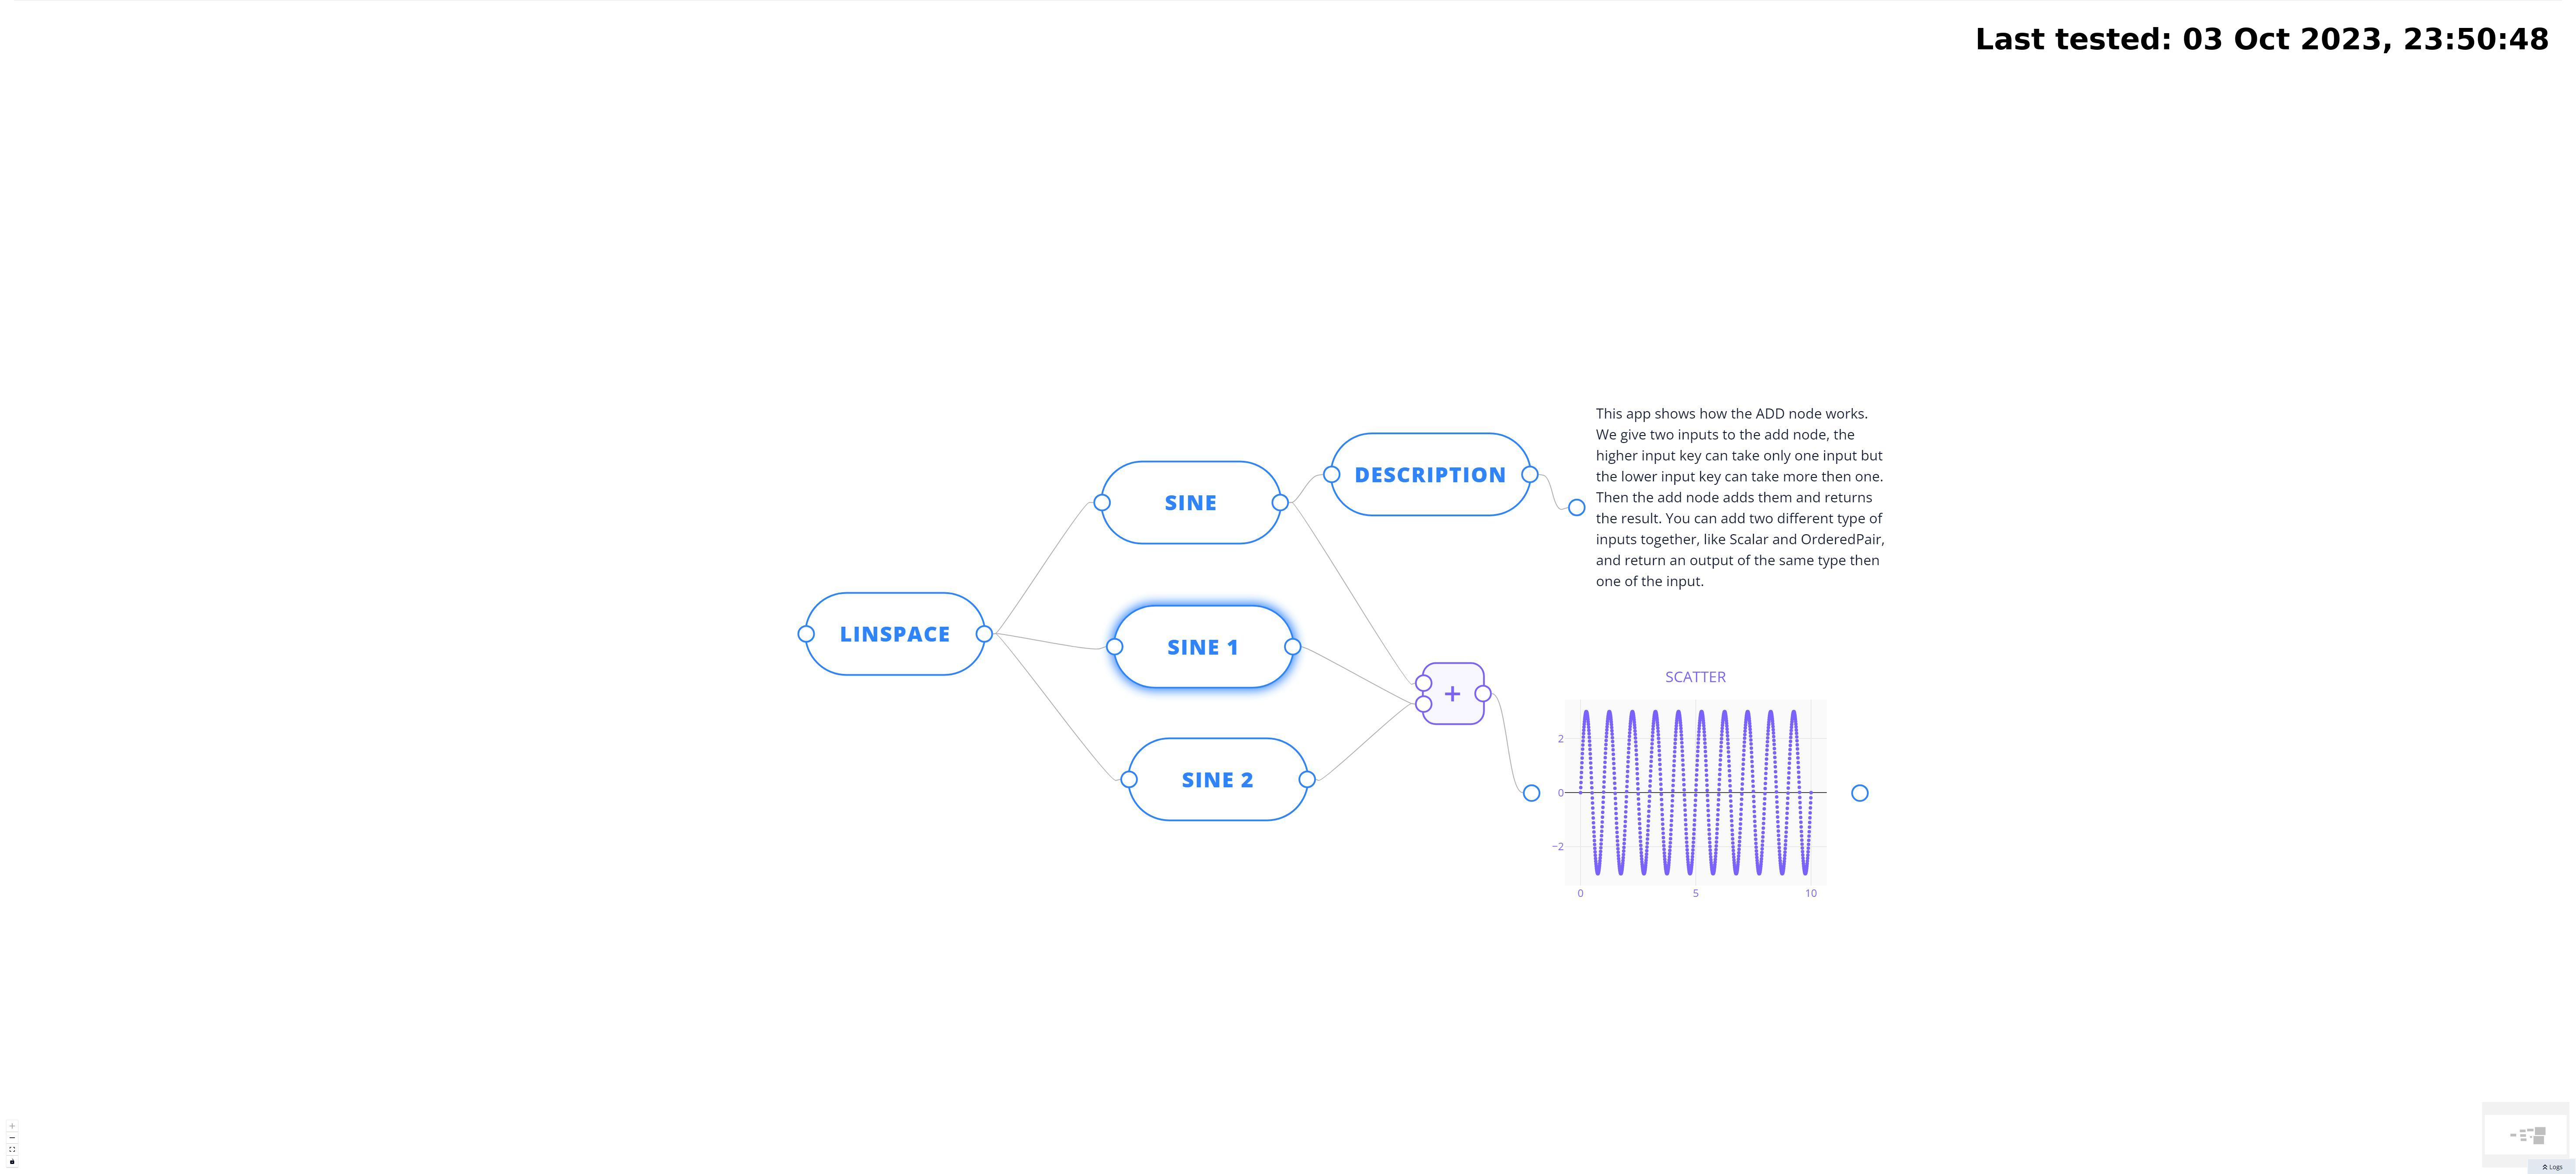 Last tested: 03 Oct 2023, 23:50:48
This app shows how the ADD node works.
We give two inputs to the add node, the
higher input key can take only one input but
the lower input key can take more then one.
Then the add node adds them and returns
the result. You can add two different type of
inputs together, like Scalar and OrderedPair,
and return an output of the same type then
one of the input.
DESCRIPTION
SINE
LINSPACE
SINE 1
SINE 2
+
SCATTER
2
0
−2
0 5 10
Logs